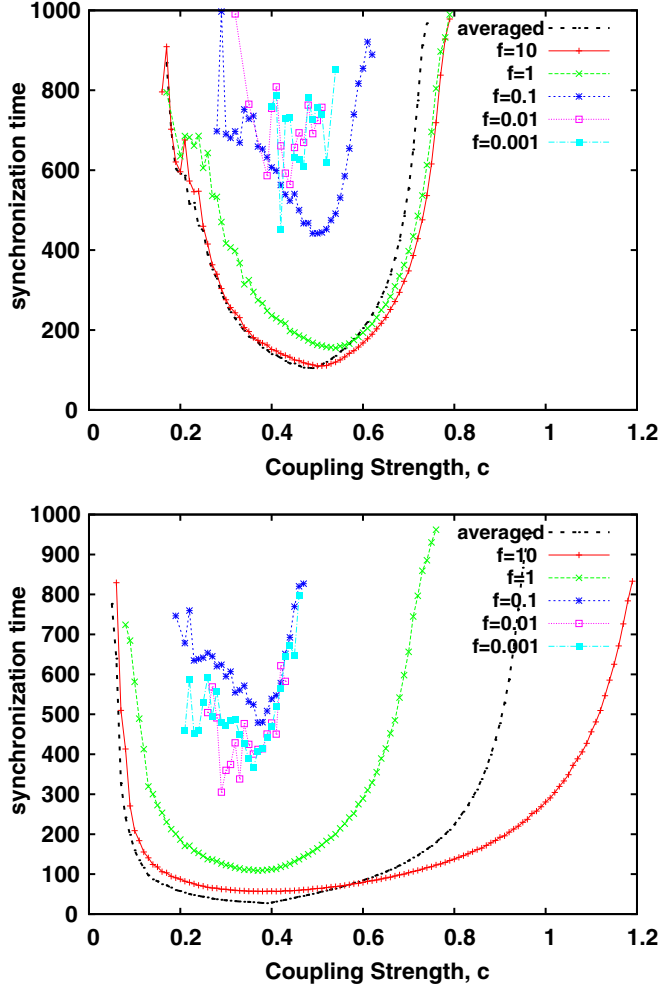 1000
800
600
400
200
0
synchronization time
averaged
f=10
f=1
f=0.1
f=0.01
f=0.001
0 0.2 0.4 0.6 0.8 1 1.2
Coupling Strength, c
1000
900
800
700
600
500
400
300
200
100
0
synchronization time
averaged
f=10
f=1
f=0.1
f=0.01
f=0.001
0 0.2 0.4 0.6 0.8 1 1.2
Coupling Strength, c